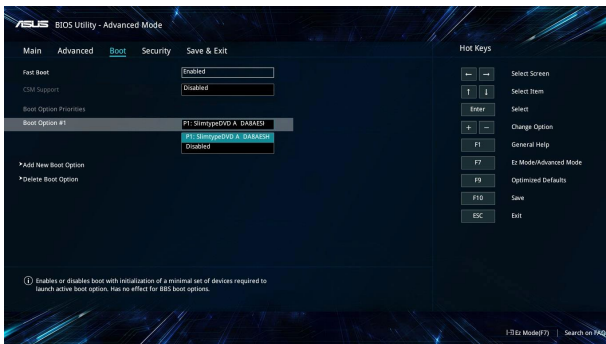 ASUS BIOS Utility - Advanced Mode
Main Advanced Boot Security Save & Exit
Fast Boot Enabled
CSM Support Disabled
Boot Option Priorities
Boot Option #1 P1: SlimtypeDVD A DA8AESI
P1: SlimtypeDVD A DA8AESH
Disabled
Add New Boot Option
Delete Boot Option
Enables or disables boot with initialization of a minimal set of devices required to
launch active boot option. Has no effect for BBS boot options.
Hot Keys
← → Select Screen
↑ ↓ Select Item
Enter Select
+ − Change Option
F1 General Help
F7 Ez Mode/Advanced Mode
F9 Optimized Defaults
F10 Save
ESC Exit
Ez Mode(F7) | Search on FAQ